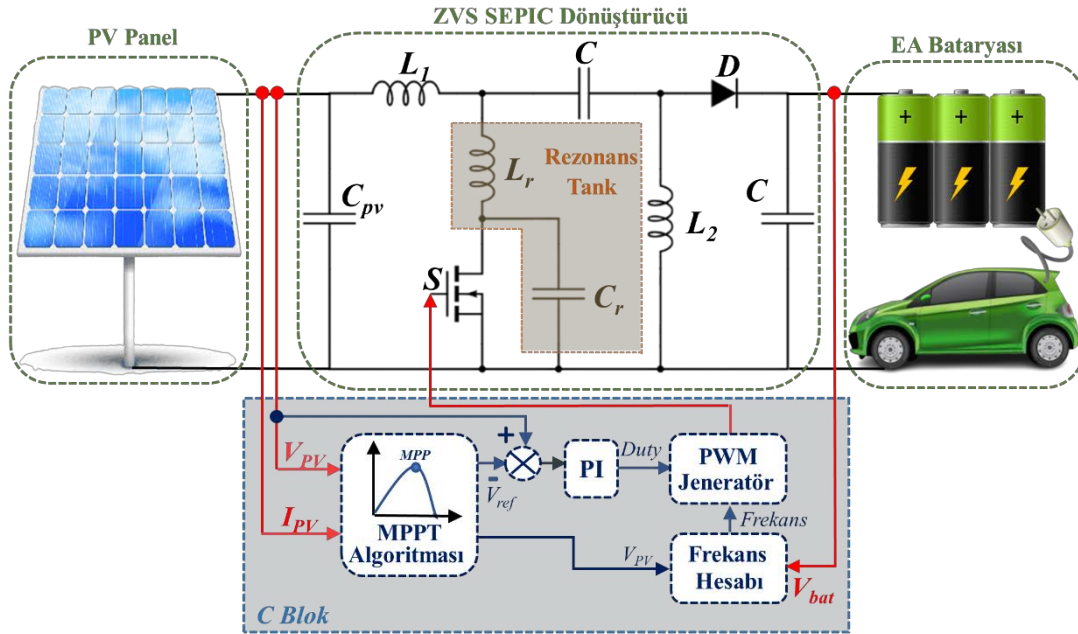 ZVS SEPIC Dönüştürücü
PV Panel
EA Bataryası
L1
C
D
+ + +
Lr
Rezonans
Tank
Cpv
L2
C
S
Cr
VPV
MPP
+
-
Vref
PI
Duty
PWM
Jeneratör
IPV
MPPT
Algoritması
Frekans
VPV
Frekans
Hesabı
Vbat
C Blok